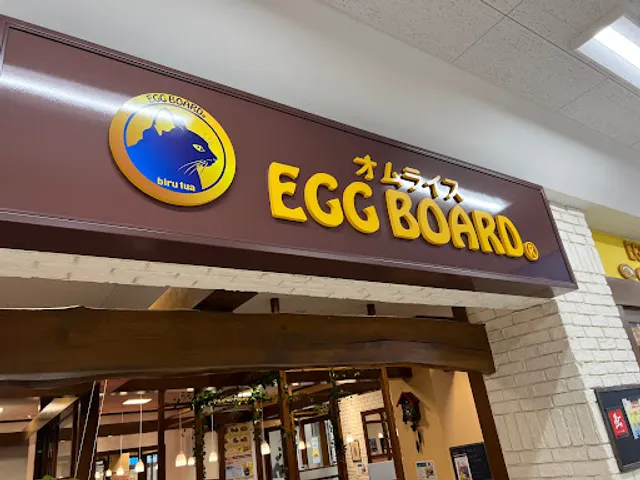 EGG BOARD®
biru tua
オムライス
EGG BOARD®